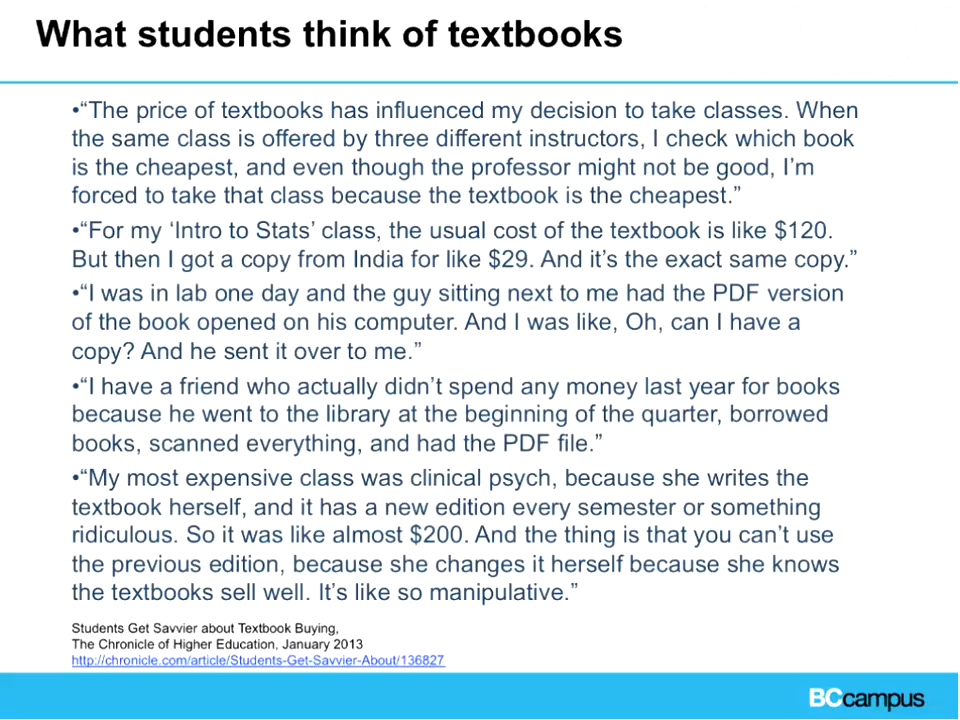 What students think of textbooks
•“The price of textbooks has influenced my decision to take classes. When
the same class is offered by three different instructors, I check which book
is the cheapest, and even though the professor might not be good, I’m
forced to take that class because the textbook is the cheapest.”
•“For my ‘Intro to Stats’ class, the usual cost of the textbook is like $120.
But then I got a copy from India for like $29. And it’s the exact same copy.”
•“I was in lab one day and the guy sitting next to me had the PDF version
of the book opened on his computer. And I was like, Oh, can I have a
copy? And he sent it over to me.”
•“I have a friend who actually didn’t spend any money last year for books
because he went to the library at the beginning of the quarter, borrowed
books, scanned everything, and had the PDF file.”
•“My most expensive class was clinical psych, because she writes the
textbook herself, and it has a new edition every semester or something
ridiculous. So it was like almost $200. And the thing is that you can’t use
the previous edition, because she changes it herself because she knows
the textbooks sell well. It’s like so manipulative.”
Students Get Savvier about Textbook Buying,
The Chronicle of Higher Education, January 2013
http://chronicle.com/article/Students-Get-Savvier-About/136827
BCcampus